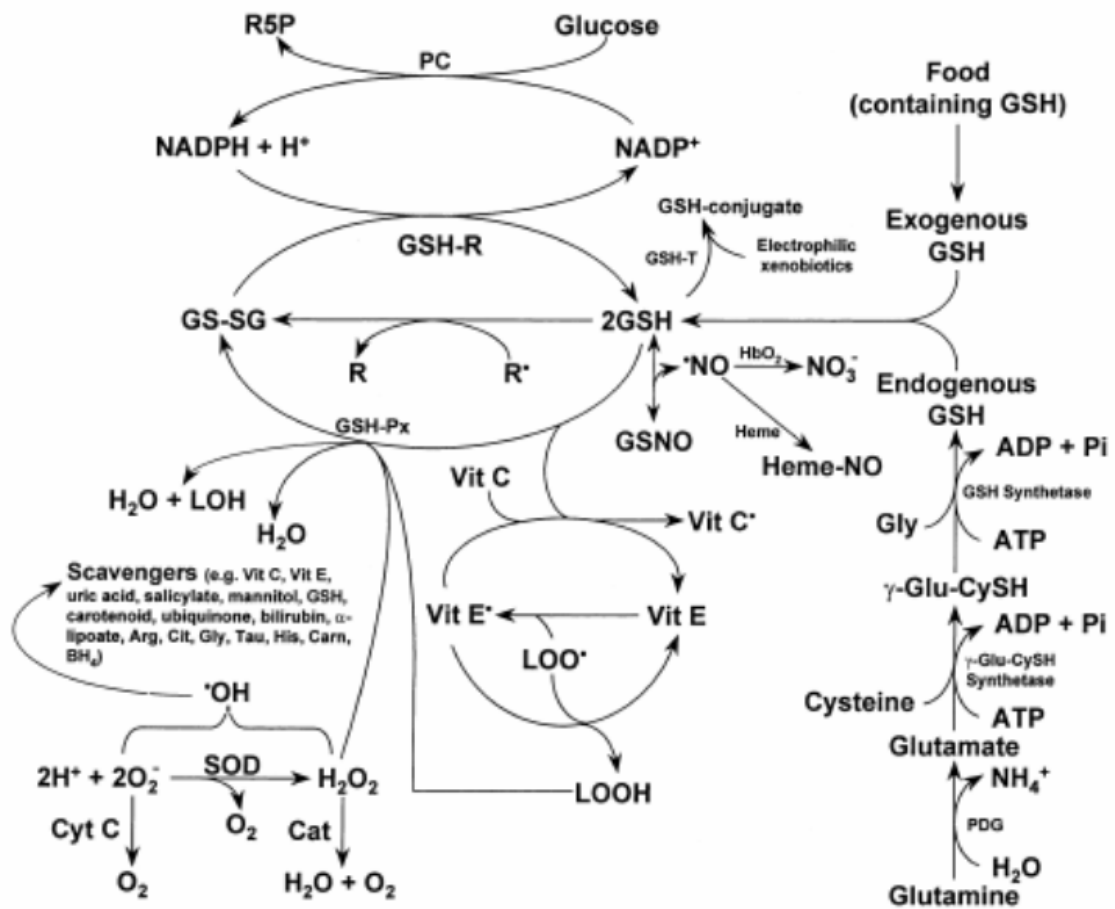 R5P
Glucose
PC
Food
(containing GSH)
NADPH + H⁺
NADP⁺
GSH-conjugate
Exogenous
GSH
GSH-R
GSH-T
Electrophilic
xenobiotics
GS-SG
2GSH
R
R•
•NO
HbO₂
NO₃⁻
Endogenous
GSH
GSH-Px
GSNO
Heme
Heme-NO
ADP + Pi
GSH Synthetase
H₂O + LOH
H₂O
Vit C
Vit C•
Gly
ATP
Scavengers (e.g. Vit C, Vit E,
uric acid, salicylate, mannitol, GSH,
carotenoid, ubiquinone, bilirubin, α-
lipoate, Arg, Cit, Gly, Tau, His, Carn,
BH₄)
γ-Glu-CySH
Vit E•
Vit E
ADP + Pi
LOO•
γ-Glu-CySH
Synthetase
•OH
Cysteine
ATP
Glutamate
2H⁺ + 2O₂⁻
SOD
H₂O₂
LOOH
NH₄⁺
O₂
Cyt C
Cat
PDG
O₂
H₂O + O₂
H₂O
Glutamine